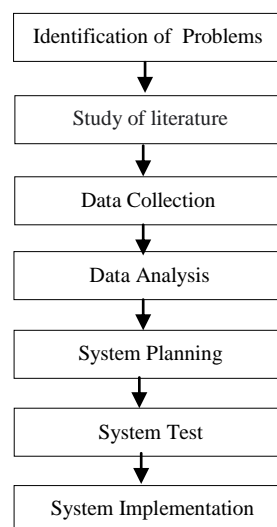 Identification of Problems
Study of literature
Data Collection
Data Analysis
System Planning
System Test
System Implementation